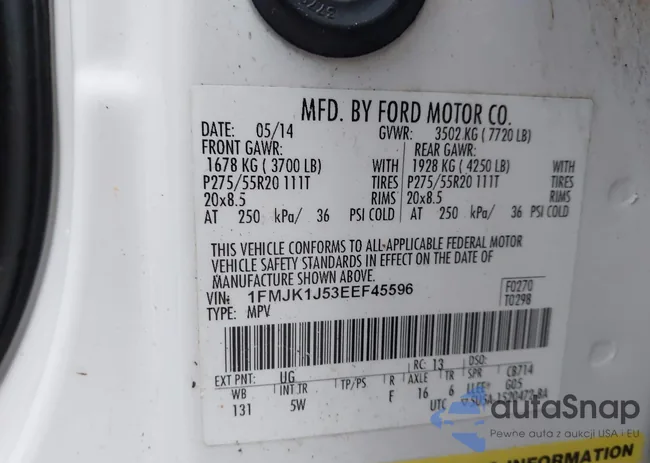 MFD. BY FORD MOTOR CO.
DATE: 05/14 GVWR: 3502 KG ( 7720 LB)
FRONT GAWR: REAR GAWR:
1678 KG ( 3700 LB) WITH 1928 KG ( 4250 LB) WITH
P275/55R20 111T TIRES P275/55R20 111T TIRES
20x8.5 RIMS 20x8.5 RIMS
AT 250 kPa/ 36 PSI COLD AT 250 kPa/ 36 PSI COLD
THIS VEHICLE CONFORMS TO ALL APPLICABLE FEDERAL MOTOR
VEHICLE SAFETY STANDARDS IN EFFECT ON THE DATE OF
MANUFACTURE SHOWN ABOVE.
VIN: 1FMJK1J53EEF45596 F0270
TYPE: MPV T0298
EXT PNT: UG RC: 13 DSO:
WB INT TR TP/PS R AXLE TR SPR CB714
131 5W F 16 6 G05
UTC
autaSnap
Pewne auta z aukcji USA i EU
INFORMATION